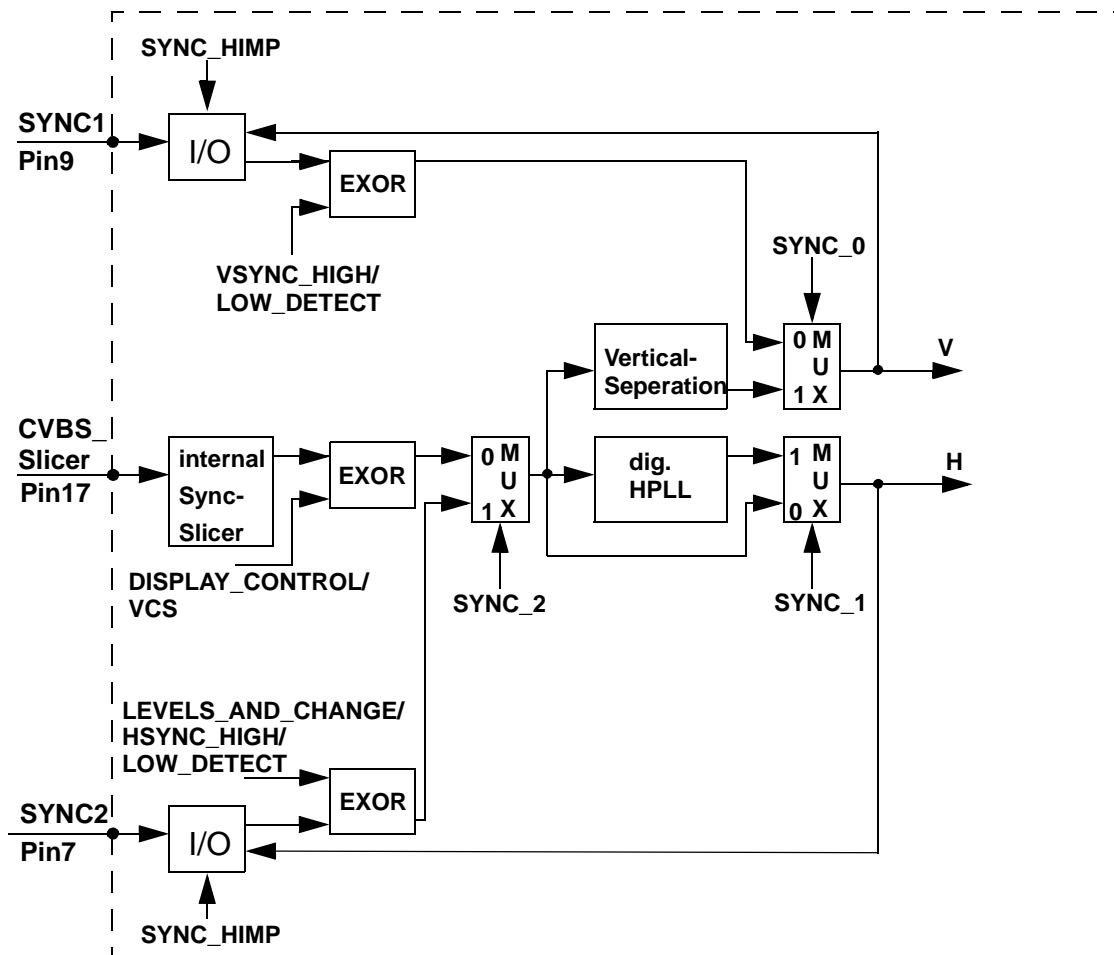 SYNC_HIMP
SYNC1
Pin9
I/O
EXOR
VSYNC_HIGH/
LOW_DETECT
SYNC_0
0 M
U
1 X
V
Vertical-
Seperation
CVBS_
Slicer
Pin17
internal
Sync-
Slicer
EXOR
0 M
U
1 X
dig.
HPLL
1 M
U
0 X
H
DISPLAY_CONTROL/
VCS
SYNC_2
SYNC_1
LEVELS_AND_CHANGE/
HSYNC_HIGH/
LOW_DETECT
EXOR
SYNC2
Pin7
I/O
SYNC_HIMP